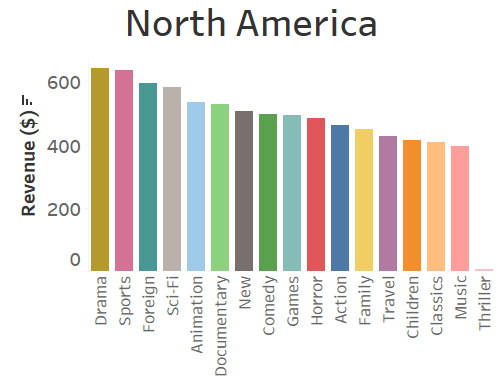 North America
Revenue ($)
600
400
200
0
Drama
Sports
Foreign
Sci-Fi
Animation
Documentary
New
Comedy
Games
Horror
Action
Family
Travel
Children
Classics
Music
Thriller